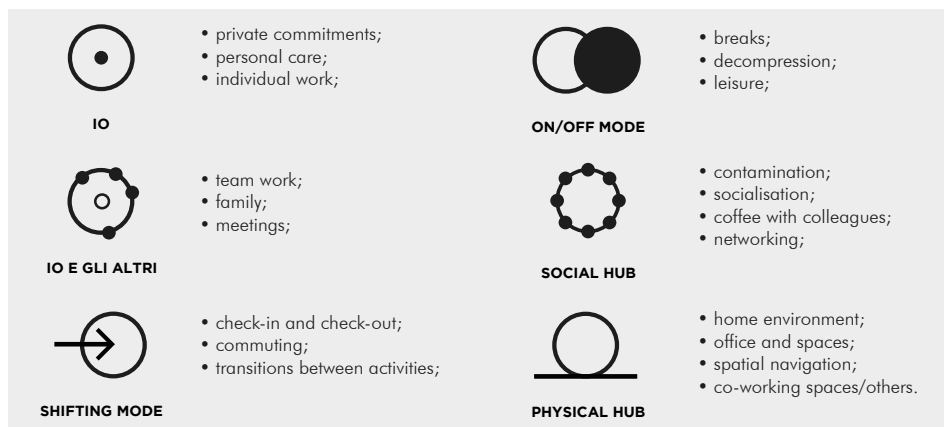 • private commitments;
• personal care;
• individual work;
IO
• breaks;
• decompression;
• leisure;
ON/OFF MODE
• team work;
• family;
• meetings;
IO E GLI ALTRI
• contamination;
• socialisation;
• coffee with colleagues;
• networking;
SOCIAL HUB
• check-in and check-out;
• commuting;
• transitions between activities;
SHIFTING MODE
• home environment;
• office and spaces;
• spatial navigation;
• co-working spaces/others.
PHYSICAL HUB